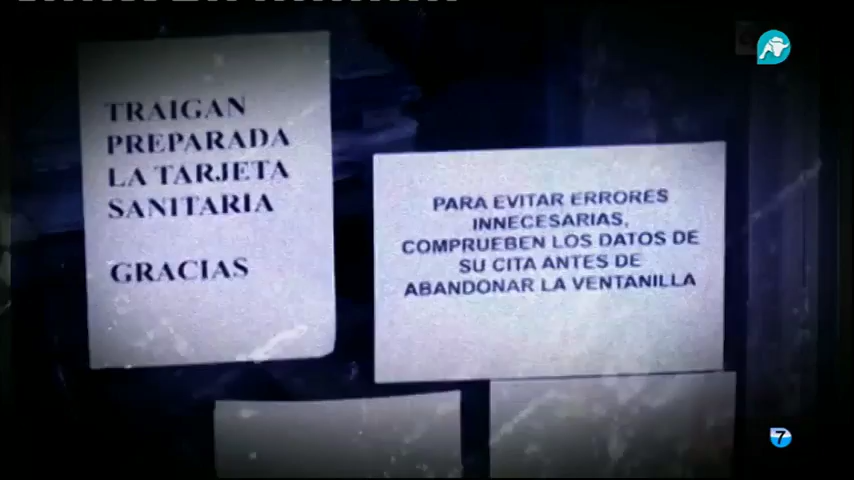 TRAIGAN
PREPARADA
LA TARJETA
SANITARIA
GRACIAS
PARA EVITAR ERRORES
INNECESARIAS,
COMPRUEBEN LOS DATOS DE
SU CITA ANTES DE
ABANDONAR LA VENTANILLA
7